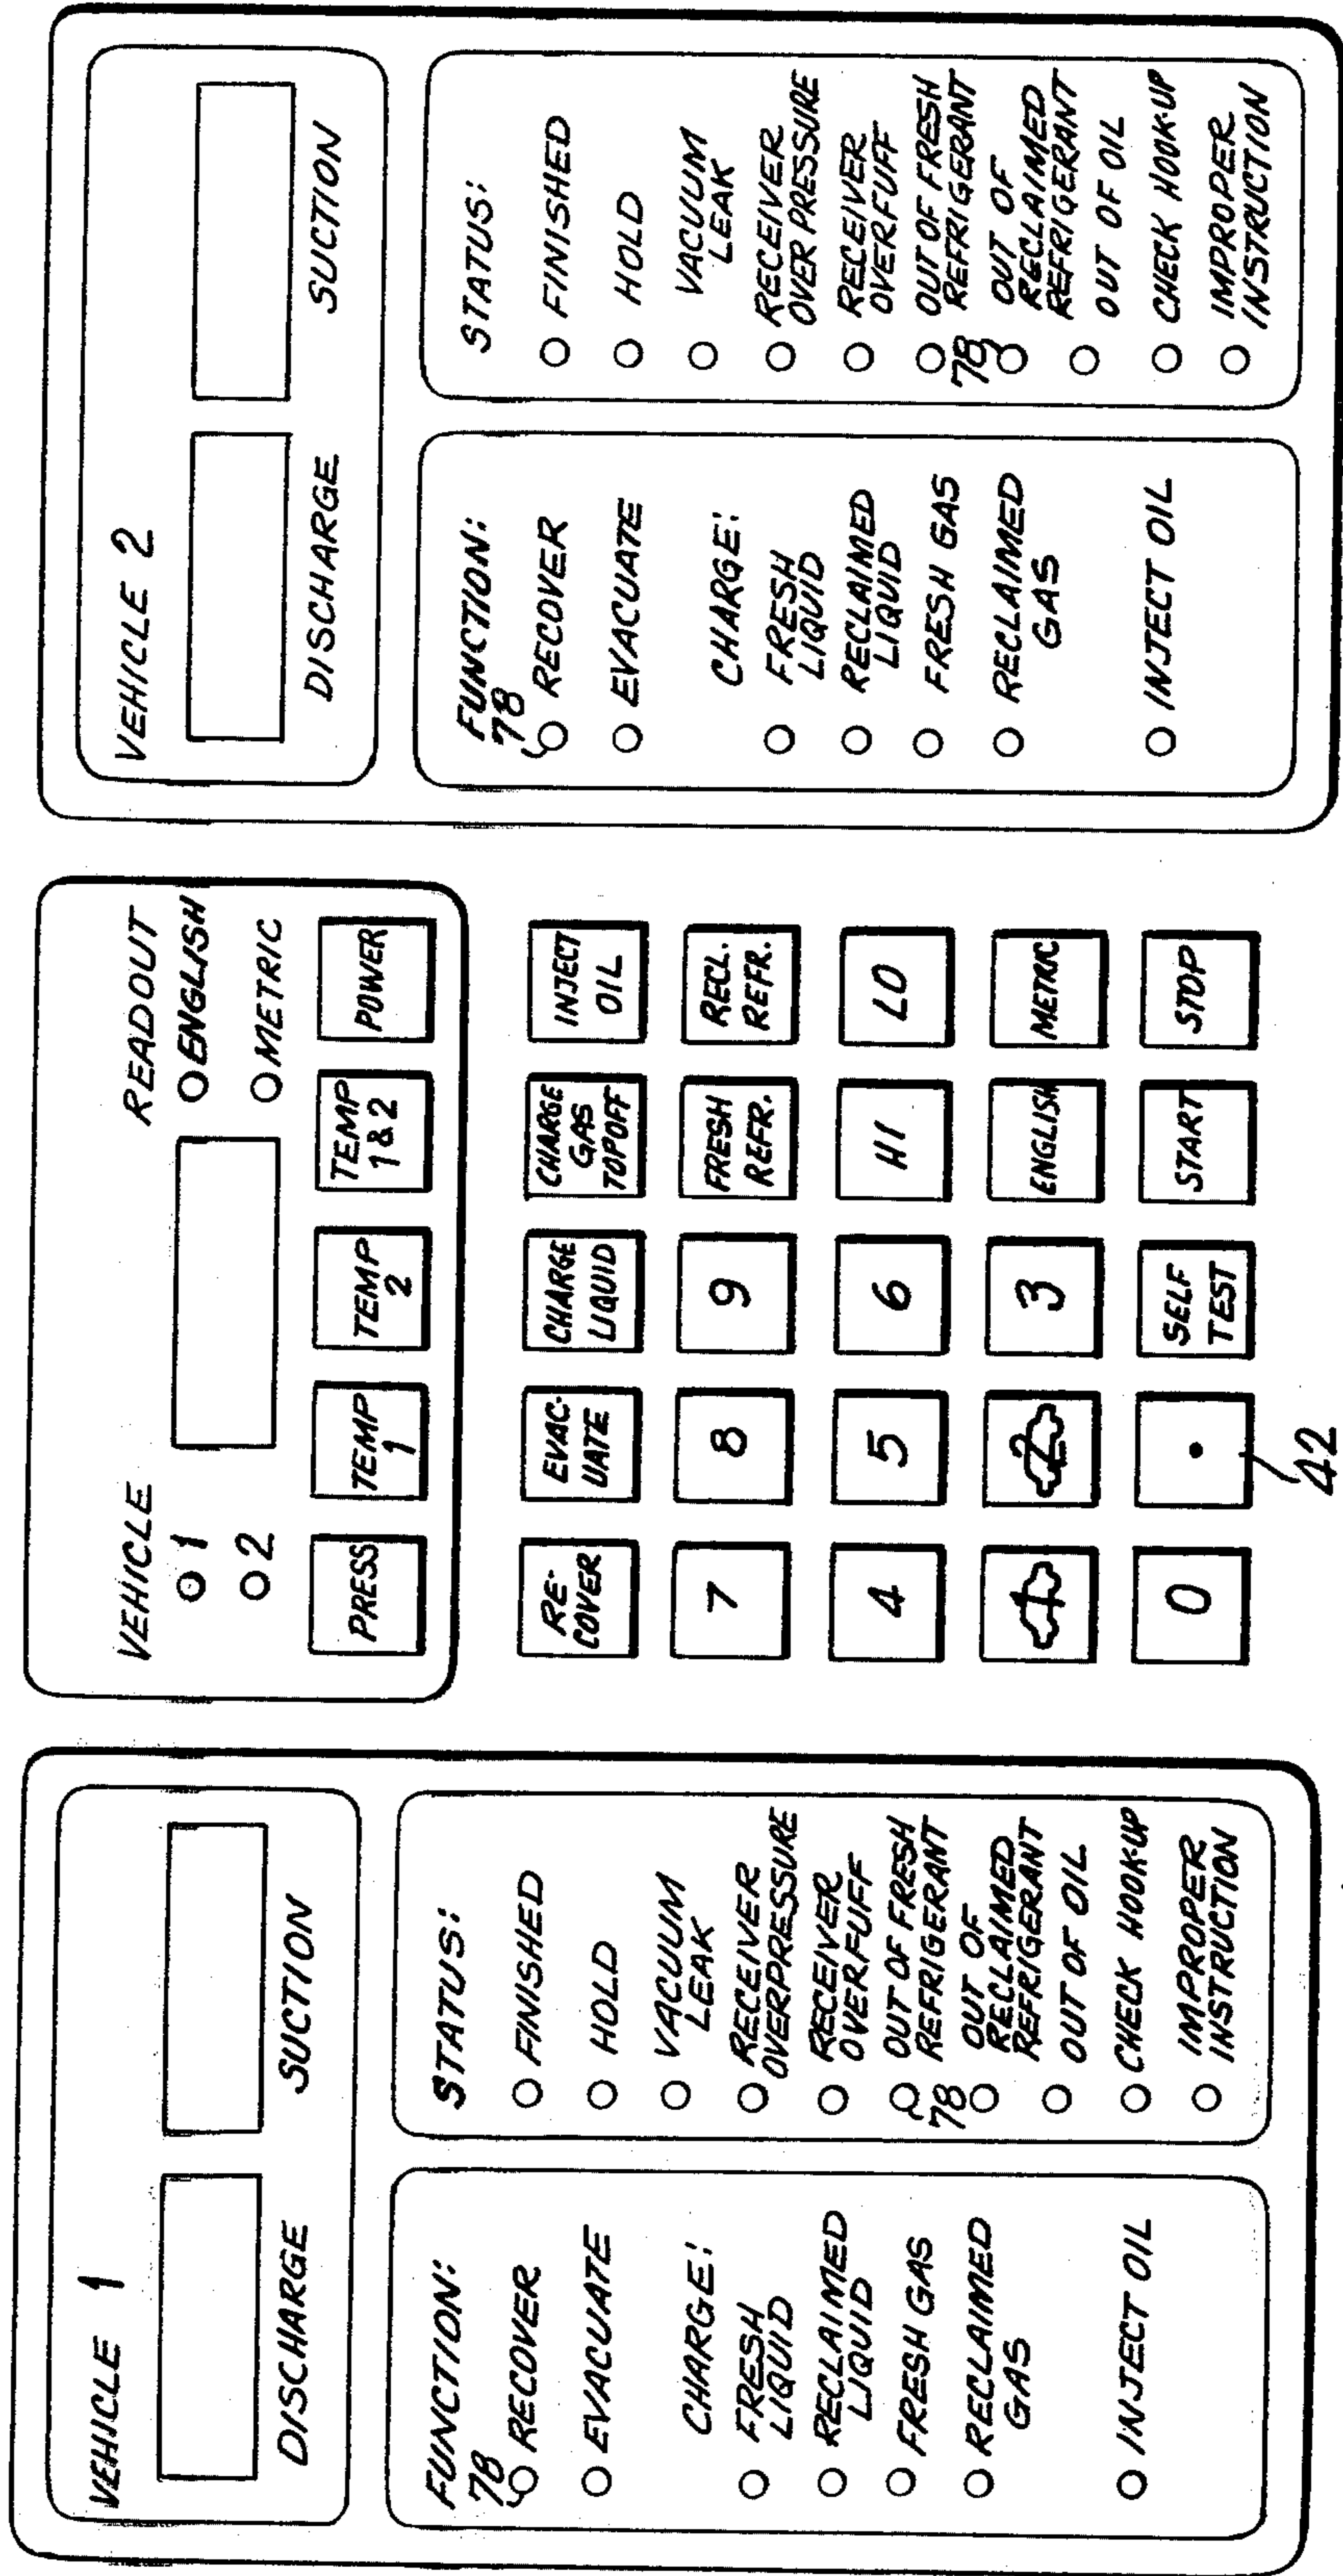 VEHICLE 1
DISCHARGE SUCTION
FUNCTION:
78
RECOVER
EVACUATE
CHARGE:
FRESH
LIQUID
RECLAIMED
LIQUID
FRESH GAS
RECLAIMED
GAS
INJECT OIL
STATUS:
FINISHED
HOLD
VACUUM
LEAK
RECEIVER
OVERPRESSURE
RECEIVER
OVERFUFF
OUT OF FRESH
REFRIGERANT
78
OUT OF
RECLAIMED
REFRIGERANT
OUT OF OIL
CHECK HOOK-UP
IMPROPER
INSTRUCTION
VEHICLE READOUT
1 ENGLISH
2 METRIC
PRESS
TEMP
1
TEMP
2
TEMP
1 & 2
POWER
RE-
COVER
EVAC-
UATE
CHARGE
LIQUID
CHARGE
GAS
TOPOFF
INJECT
OIL
7
8
9
FRESH
REFR.
RECL.
REFR.
4
5
6
HI
LO
1
2
3
ENGLISH
METRIC
0
.
SELF
TEST
START
STOP
42
VEHICLE 2
DISCHARGE SUCTION
FUNCTION:
78
RECOVER
EVACUATE
CHARGE:
FRESH
LIQUID
RECLAIMED
LIQUID
FRESH GAS
RECLAIMED
GAS
INJECT OIL
STATUS:
FINISHED
HOLD
VACUUM
LEAK
RECEIVER
OVER PRESSURE
RECEIVER
OVERFUFF
OUT OF FRESH
REFRIGERANT
78
OUT OF
RECLAIMED
REFRIGERANT
OUT OF OIL
CHECK HOOK-UP
IMPROPER
INSTRUCTION